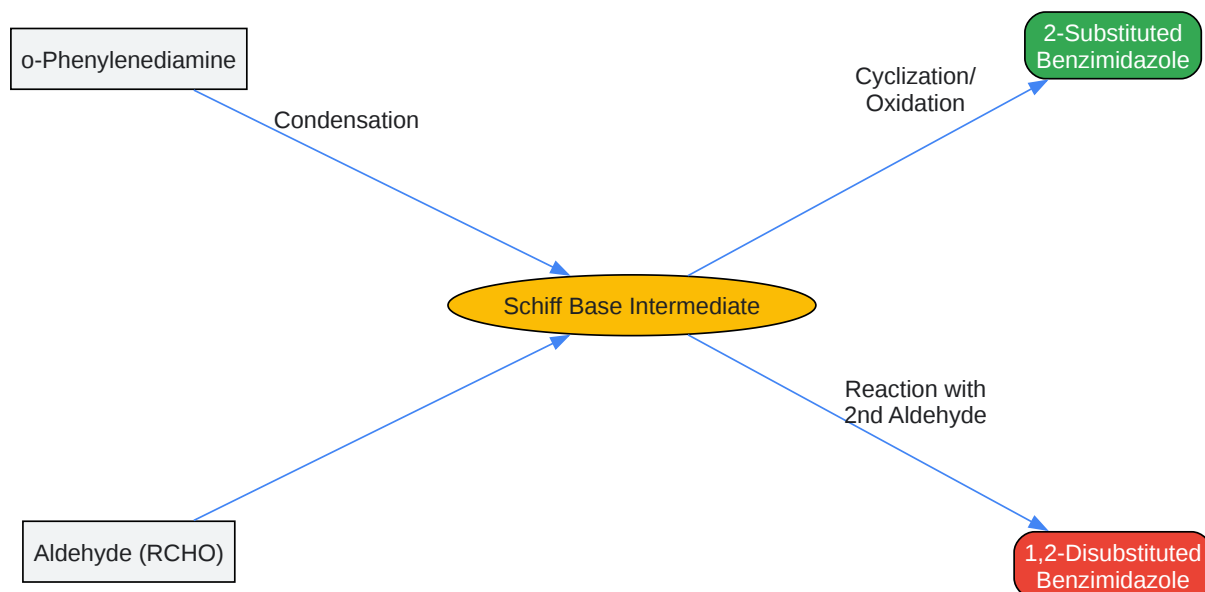 2-Substituted
Benzimidazole
o-Phenylenediamine
Cyclization/
Oxidation
Condensation
Schiff Base Intermediate
Reaction with
2nd Aldehyde
Aldehyde (RCHO)
1,2-Disubstituted
Benzimidazole